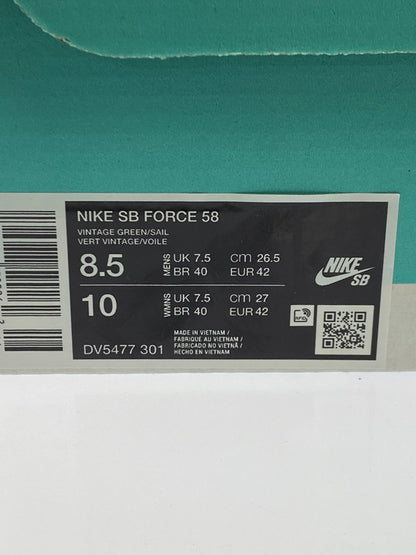 NIKE SB FORCE 58
VINTAGE GREEN/SAIL
VERT VINTAGE/VOILE
8.5 MENS UK 7.5 cm 26.5
BR 40 EUR 42
10 WMNS UK 7.5 cm 27
BR 40 EUR 42
NIKE
SB
RFID
MADE IN VIETNAM /
FABRIQUE AU VIETNAM /
FABRICADO NO VIETNÃ /
HECHO EN VIETNAM
DV5477 301